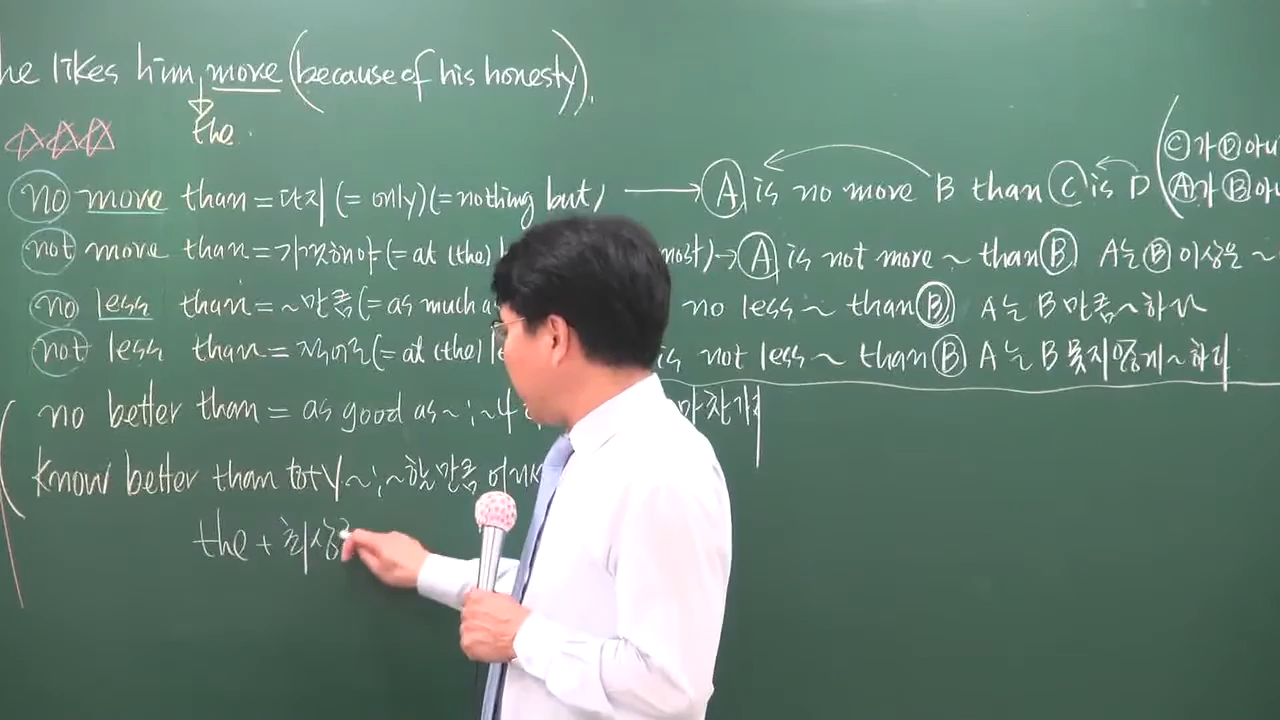 he likes him more (because of his honesty).
the.
no more than = 다지 (= only) (= nothing but) → A is no more B than C is D (C가 D아니
A가 B아
not more than = 기껏해야 (= at (the) most) → A is not more ~ than B A는 B 이상을 ~
no less than = ~만큼 (= as much as no less ~ than B A는 B만큼 ~하다
not less than = 적어도 (= at (the) is not less ~ than B A는 B 못지않게 ~하다
no better than = as good as ~ ; ~나 마찬가지
know better than to + V ~ ; ~할 만큼 어리석
the + 최상